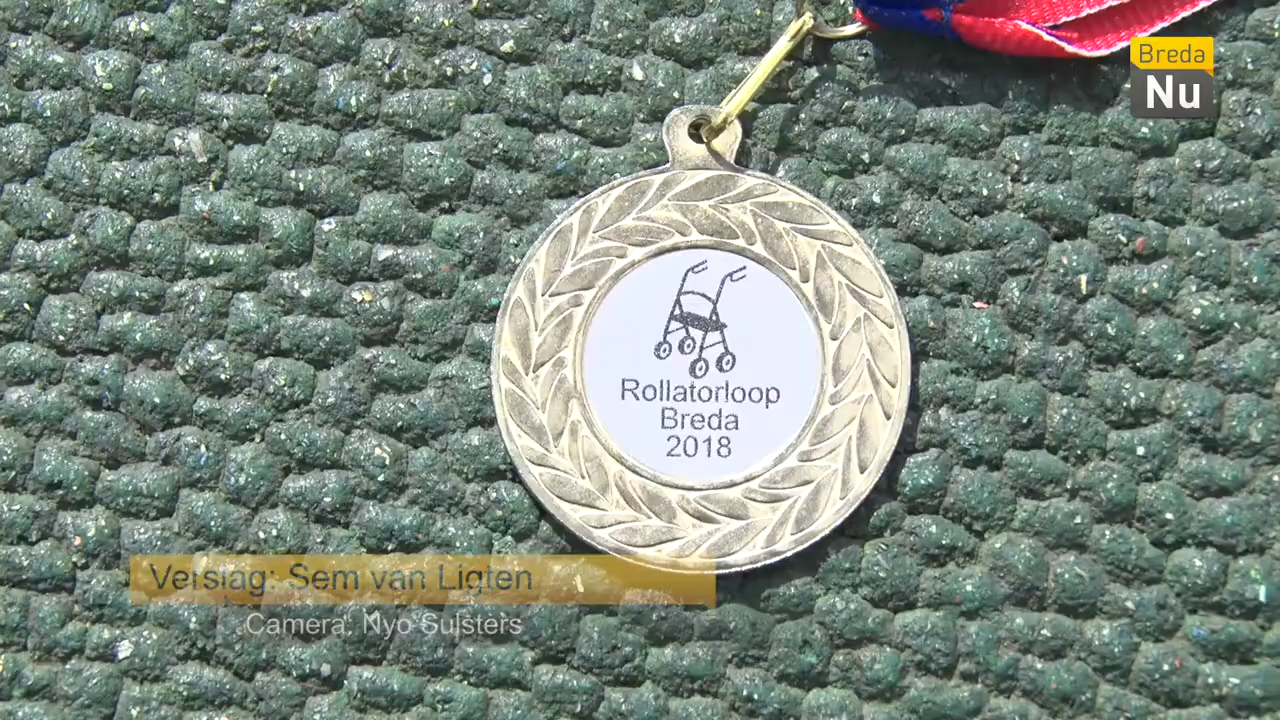 Breda
Nu
Rollatorloop
Breda
2018
Verslag: Sem van Ligten
Camera: Nyo Sulsters